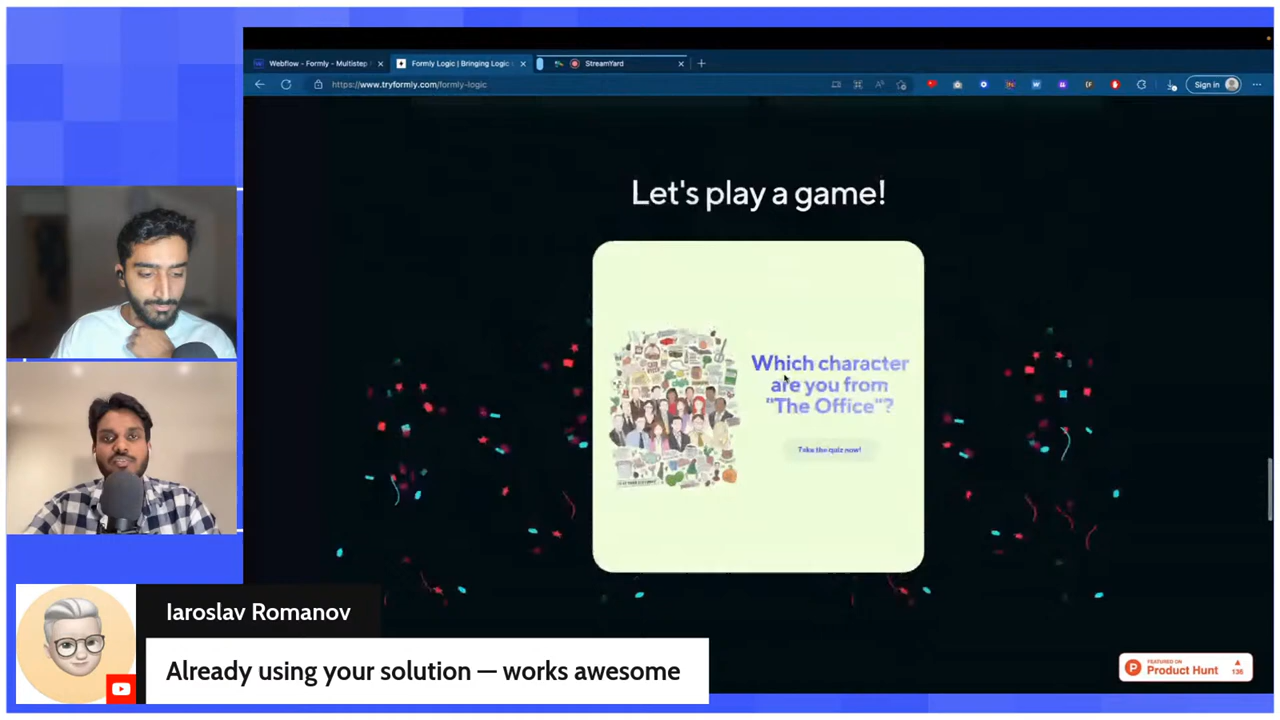 Webflow - Formly - Multistep
Formly Logic | Bringing Logic
StreamYard
https://www.tryformly.com/formly-logic
Sign in
Let's play a game!
Which character
are you from
"The Office"?
Take the quiz now!
Iaroslav Romanov
Already using your solution — works awesome
FEATURED ON
Product Hunt
136